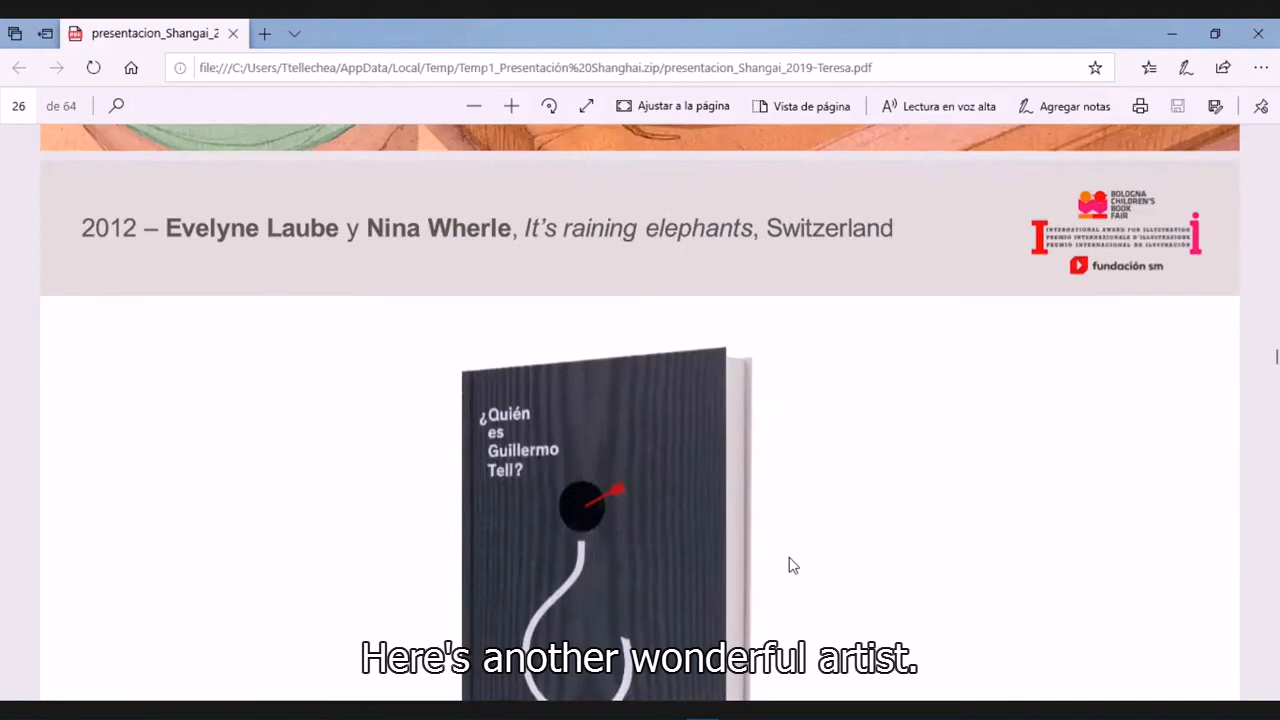 presentacion_Shangai_2
file:///C:/Users/Ttellechea/AppData/Local/Temp/Temp1_Presentación%20Shanghai.zip/presentacion_Shangai_2019-Teresa.pdf
26 de 64 Ajustar a la página Vista de página Lectura en voz alta Agregar notas
2012 – Evelyne Laube y Nina Wherle, It's raining elephants, Switzerland
BOLOGNA
CHILDREN'S
BOOK
FAIR
INTERNATIONAL AWARD FOR ILLUSTRATION
PREMIO INTERNAZIONALE D'ILLUSTRAZIONE
PREMIO INTERNACIONAL DE ILUSTRACIÓN
fundación sm
¿Quién
es
Guillermo
Tell?
Here's another wonderful artist.